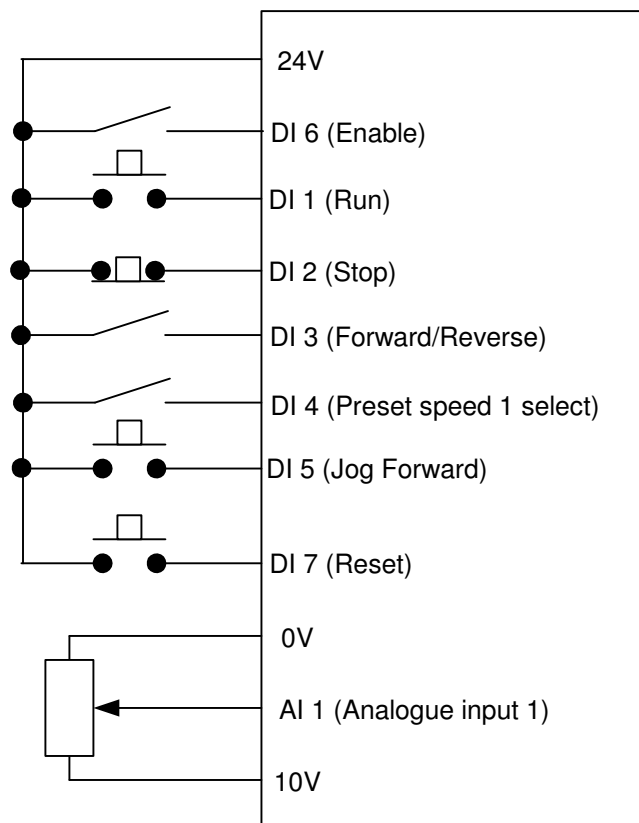 24V
DI 6 (Enable)
DI 1 (Run)
DI 2 (Stop)
DI 3 (Forward/Reverse)
DI 4 (Preset speed 1 select)
DI 5 (Jog Forward)
DI 7 (Reset)
0V
AI 1 (Analogue input 1)
10V